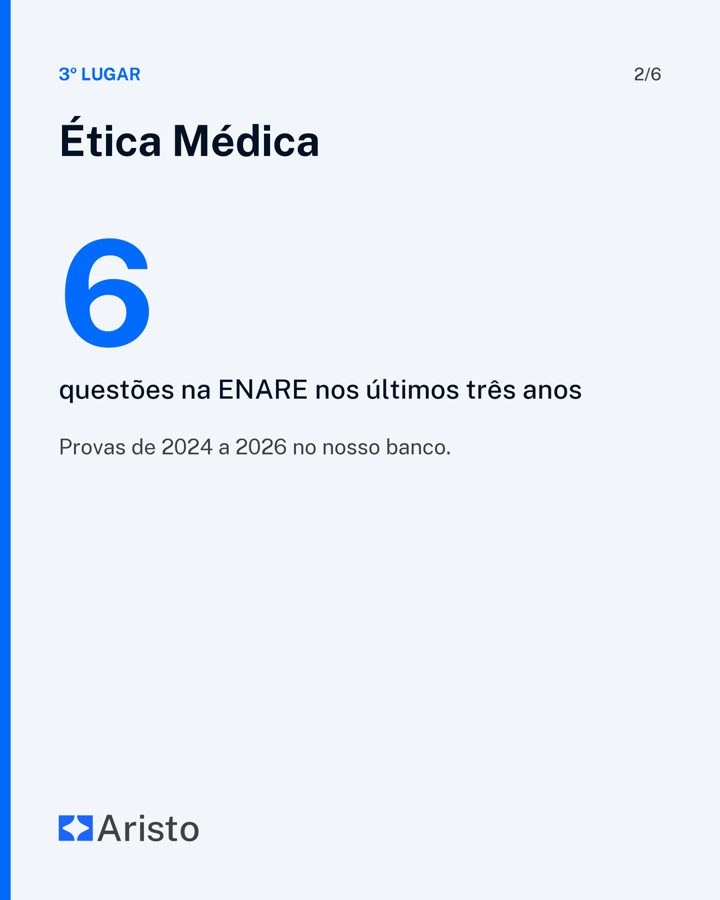 3º LUGAR
2/6
Ética Médica
6
questões na ENARE nos últimos três anos
Provas de 2024 a 2026 no nosso banco.
Aristo